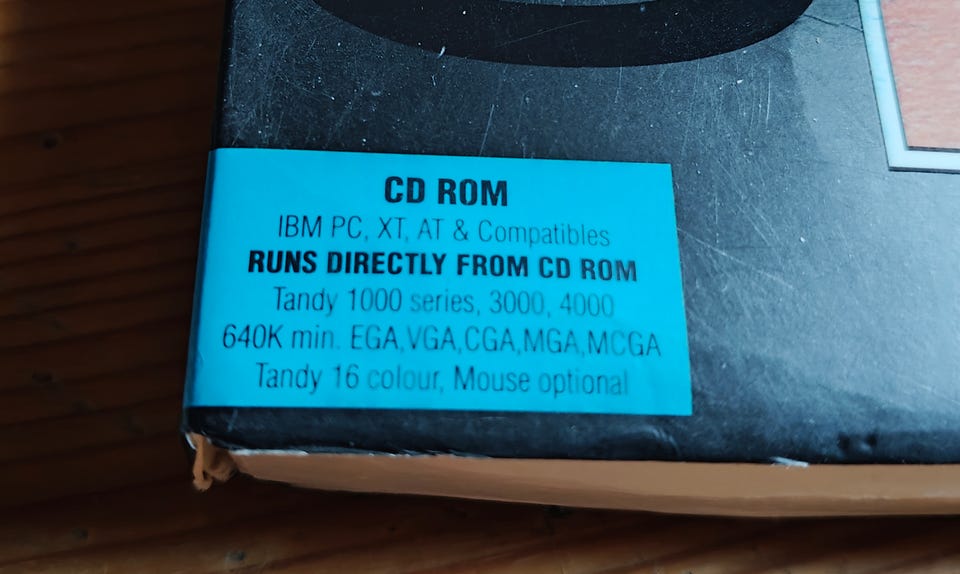 CD ROM
IBM PC, XT, AT & Compatibles
RUNS DIRECTLY FROM CD ROM
Tandy 1000 series, 3000, 4000
640K min. EGA,VGA,CGA,MGA,MCGA
Tandy 16 colour, Mouse optional